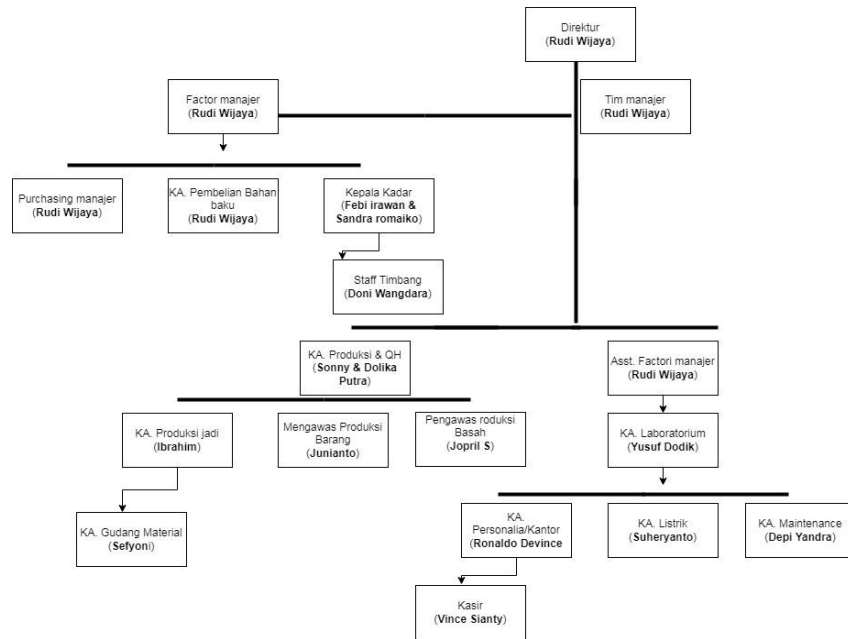 Direktur
(Rudi Wijaya)
Factor manajer
(Rudi Wijaya)
Tim manajer
(Rudi Wijaya)
Purchasing manajer
(Rudi Wijaya)
KA. Pembelian Bahan
baku
(Rudi Wijaya)
Kepala Kadar
(Febi irawan &
Sandra romaiko)
Staff Timbang
(Doni Wangdara)
KA. Produksi & QH
(Sonny & Dolika
Putra)
Asst. Factori manajer
(Rudi Wijaya)
KA. Produksi jadi
(Ibrahim)
Mengawas Produksi
Barang
(Junianto)
Pengawas roduksi
Basah
(Jopril S)
KA. Laboratorium
(Yusuf Dodik)
KA. Gudang Material
(Sefyoni)
KA.
Personalia/Kantor
(Ronaldo Devince
KA. Listrik
(Suheryanto)
KA. Maintenance
(Depi Yandra)
Kasir
(Vince Sianty)